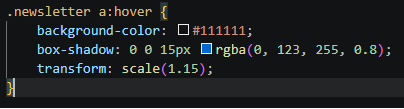 .newsletter a:hover {
    background-color: #111111;
    box-shadow: 0 0 15px rgba(0, 123, 255, 0.8);
    transform: scale(1.15);
}